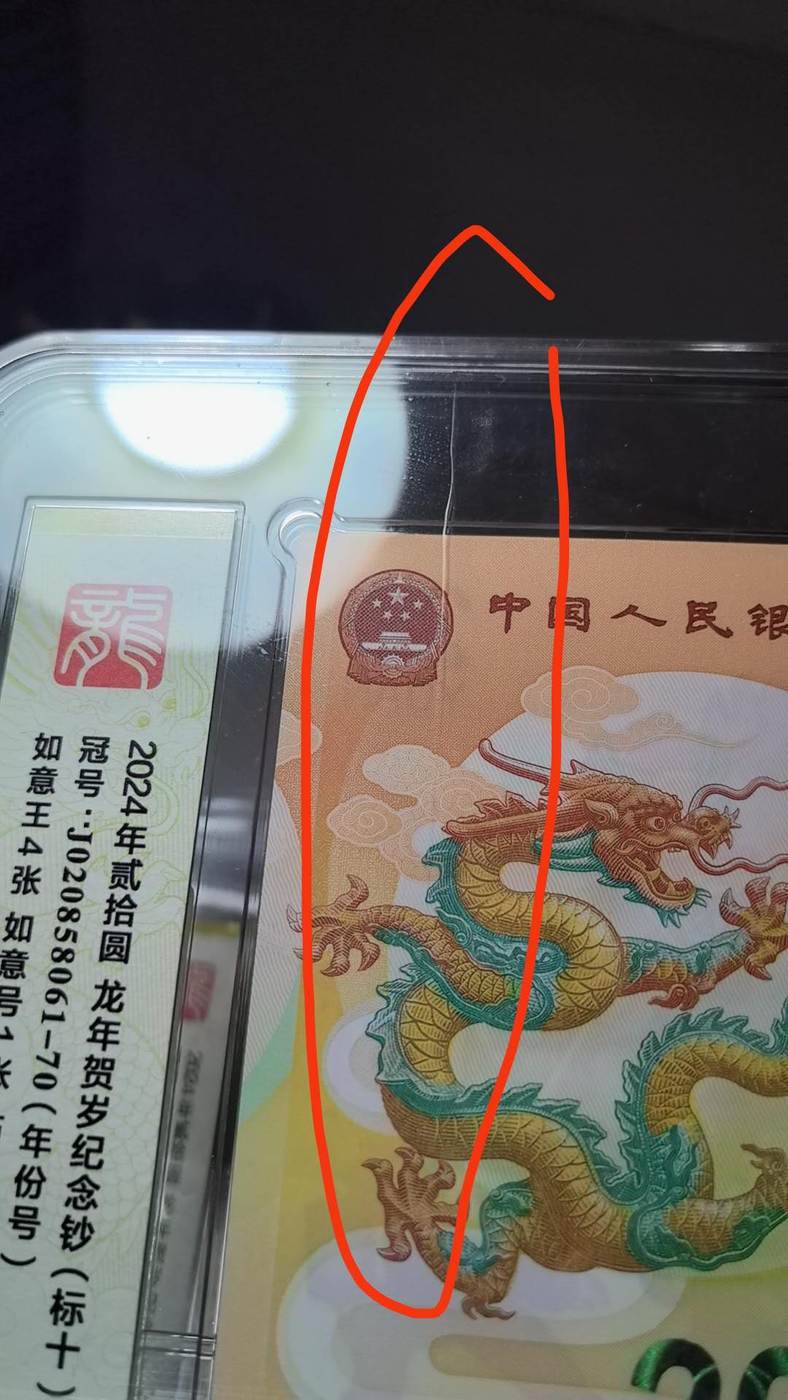 龍
2024年贰拾圆 龙年贺岁纪念钞（标十）
冠号：J020858061-70（年份号）
如意王4张 如意号1张
中国人民银